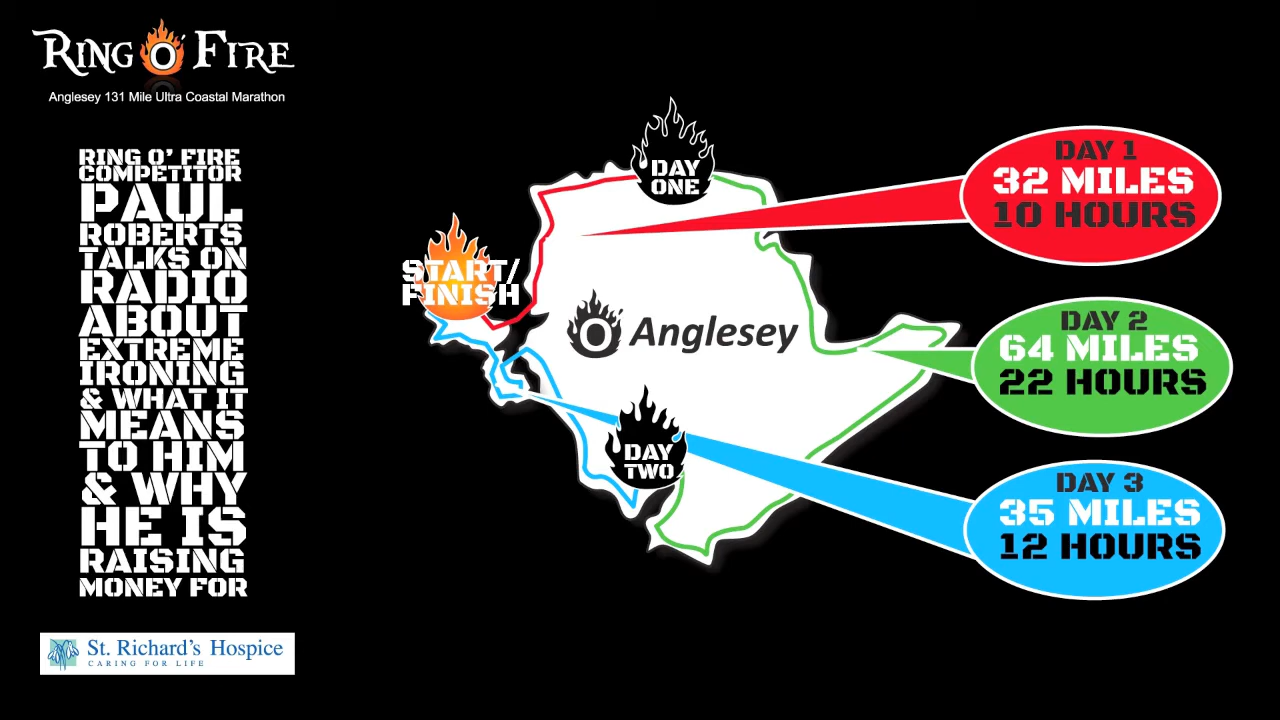 RING O' FIRE
Anglesey 131 Mile Ultra Coastal Marathon
RING O' FIRE
COMPETITOR
PAUL
ROBERTS
TALKS ON
RADIO
ABOUT
EXTREME
IRONING
& WHAT IT
MEANS
TO HIM
& WHY
HE IS
RAISING
MONEY FOR
St. Richard's Hospice
CARING FOR LIFE
DAY
ONE
START/
FINISH
Anglesey
DAY
TWO
DAY 1
32 MILES
10 HOURS
DAY 2
64 MILES
22 HOURS
DAY 3
35 MILES
12 HOURS